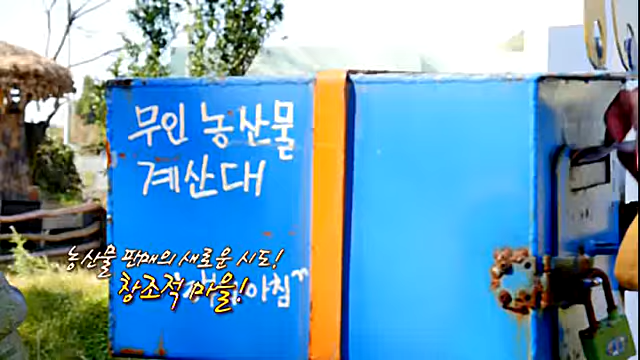 무인 농산물
계산대
농산물 판매의 새로운 시도!
창조적 마을!
아침